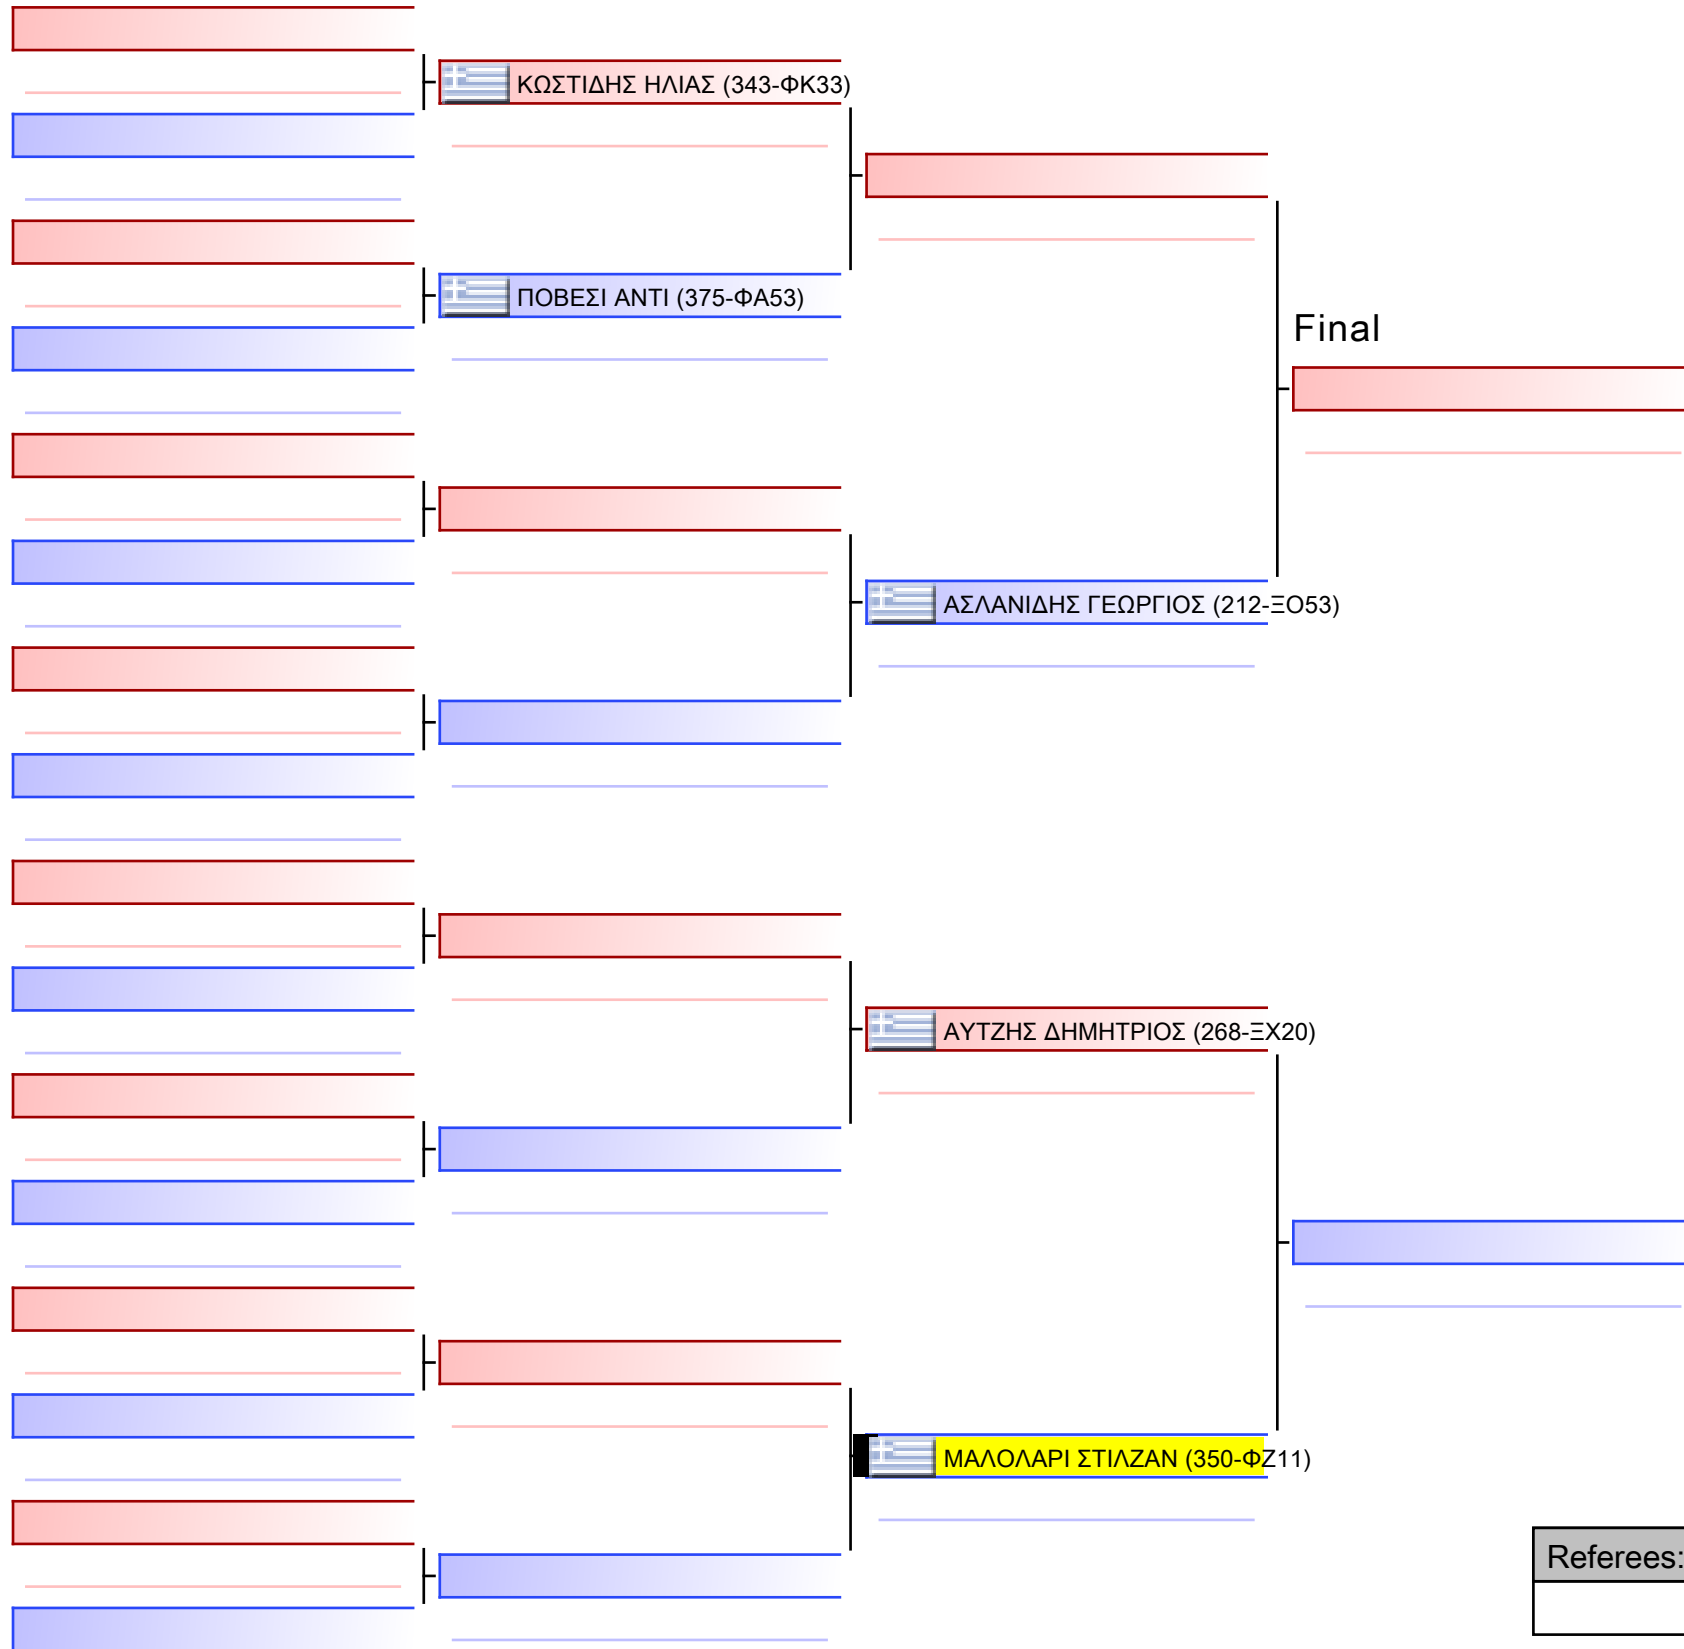 ΚΩΣΤΙΔΗΣ ΗΛΙΑΣ (343-ΦΚ33)
ΠΟΒΕΣΙ ΑΝΤΙ (375-ΦΑ53)
Final
ΑΣΛΑΝΙΔΗΣ ΓΕΩΡΓΙΟΣ (212-ΞΟ53)
ΑΥΤΖΗΣ ΔΗΜΗΤΡΙΟΣ (268-ΞΧ20)
ΜΑΛΟΛΑΡΙ ΣΤΙΛΖΑΝ (350-ΦΖ11)
Referees: